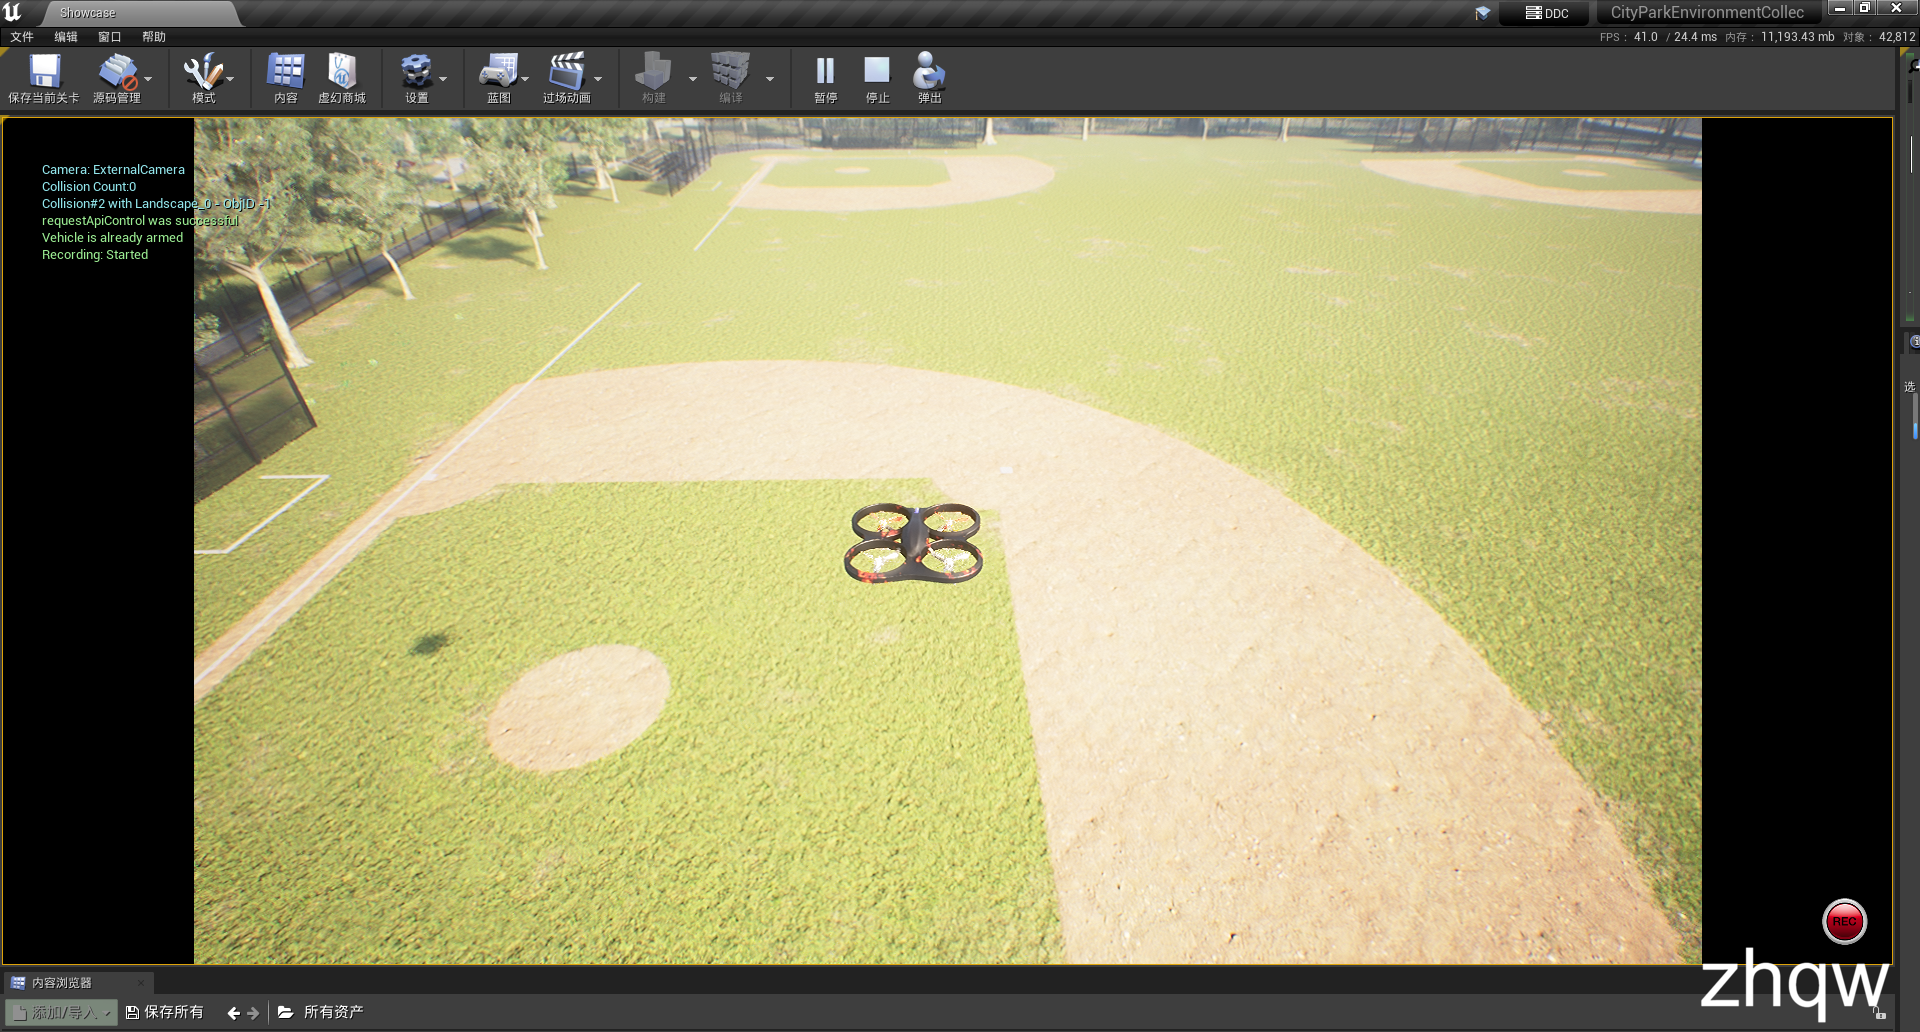 Showcase
DDC
CityParkEnvironmentCollec
文件 编辑 窗口 帮助
FPS： 41.0 / 24.4 ms 内存： 11,193.43 mb 对象： 42,812
保存当前关卡 源码管理 模式 内容 虚幻商城 设置 蓝图 过场动画 构建 编译 暂停 停止 弹出
Camera: ExternalCamera
Collision Count:0
Collision#2 with Landscape_0 - ObjID -1
requestApiControl was successful
Vehicle is already armed
Recording: Started
选
REC
zhqw
内容浏览器
添加/导入 保存所有 所有资产